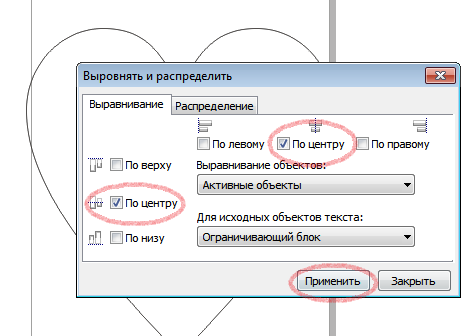 Выровнять и распределить
Выравнивание Распределение
По левому По центру По правому
По верху
Выравнивание объектов:
Активные объекты
По центру
Для исходных объектов текста:
По низу
Ограничивающий блок
Применить Закрыть